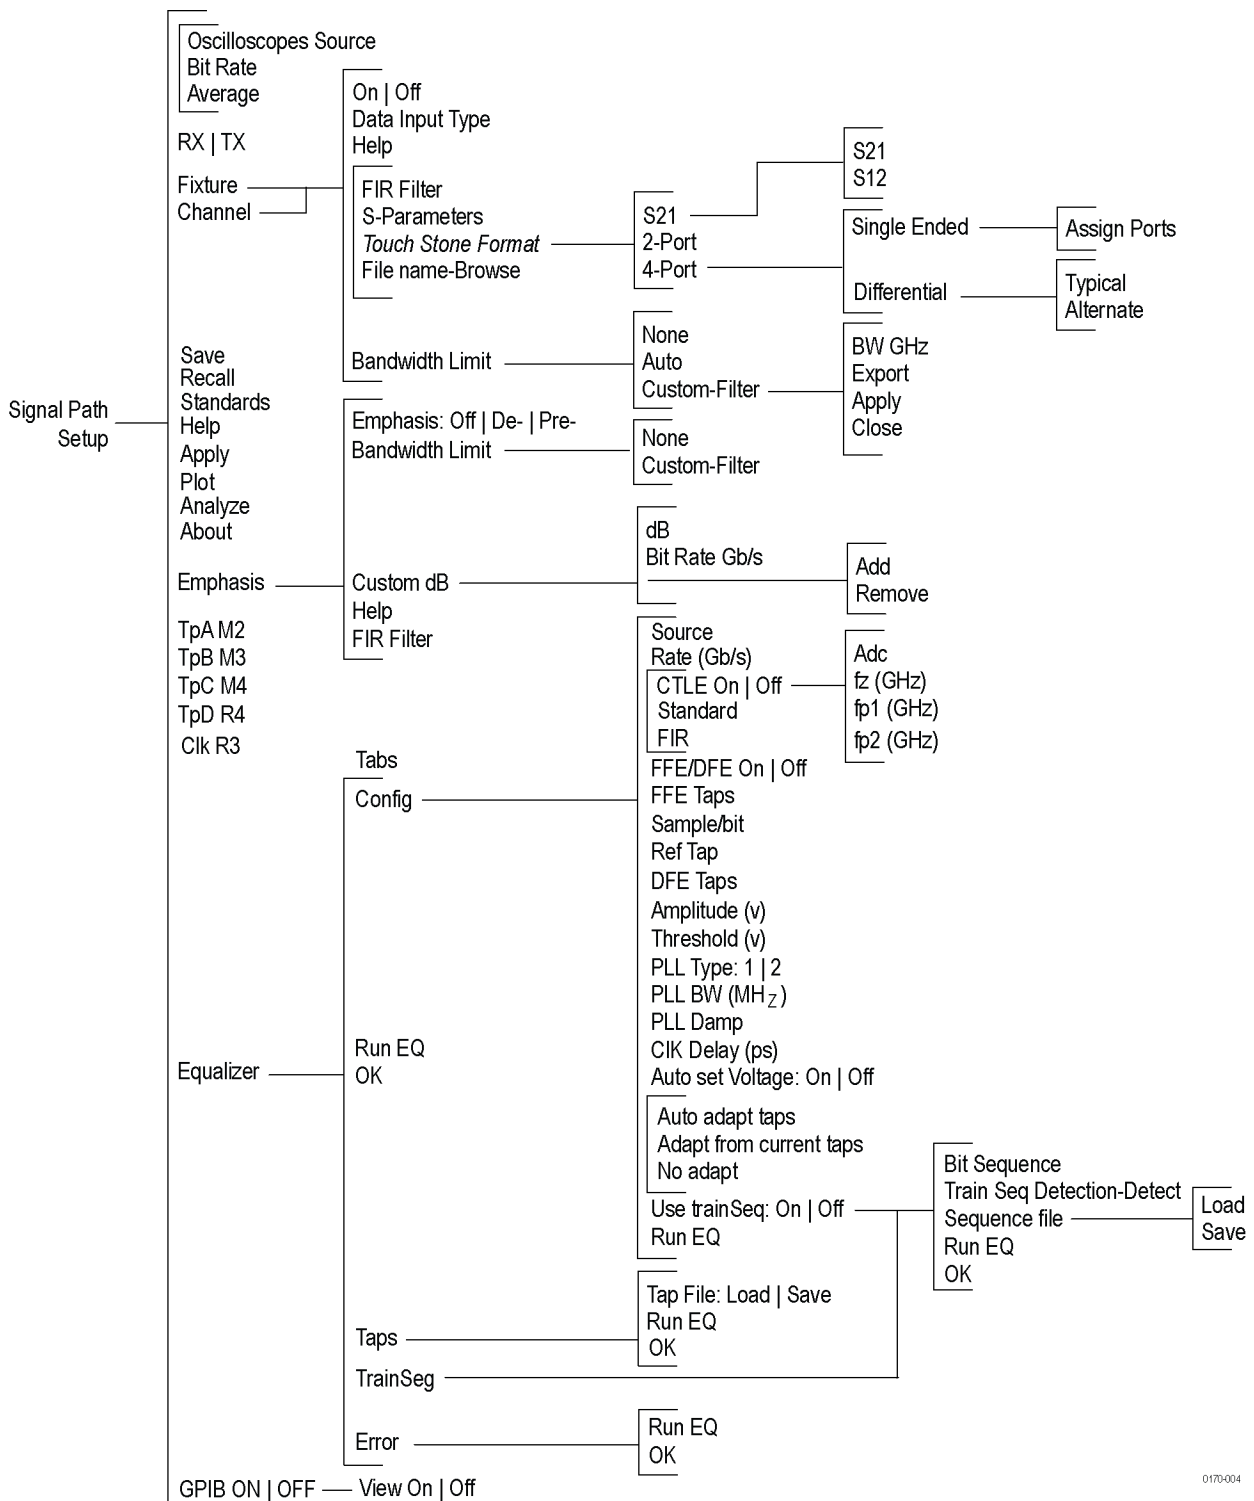 Signal Path
Setup
Oscilloscopes Source
Bit Rate
Average
RX | TX
Fixture
Channel
Save
Recall
Standards
Help
Apply
Plot
Analyze
About
Emphasis
TpA M2
TpB M3
TpC M4
TpD R4
Clk R3
Equalizer
GPIB ON | OFF
View On | Off
On | Off
Data Input Type
Help
FIR Filter
S-Parameters
Touch Stone Format
File name-Browse
Bandwidth Limit
S21
2-Port
4-Port
S21
S12
Single Ended
Differential
Assign Ports
Typical
Alternate
None
Auto
Custom-Filter
BW GHz
Export
Apply
Close
Emphasis: Off | De- | Pre-
Bandwidth Limit
None
Custom-Filter
Custom dB
Help
FIR Filter
dB
Bit Rate Gb/s
Add
Remove
Tabs
Config
Run EQ
OK
Taps
TrainSeg
Error
Source
Rate (Gb/s)
CTLE On | Off
Standard
FIR
FFE/DFE On | Off
FFE Taps
Sample/bit
Ref Tap
DFE Taps
Amplitude (v)
Threshold (v)
PLL Type: 1 | 2
PLL BW (MHZ)
PLL Damp
ClK Delay (ps)
Auto set Voltage: On | Off
Auto adapt taps
Adapt from current taps
No adapt
Use trainSeq: On | Off
Run EQ
Adc
fz (GHz)
fp1 (GHz)
fp2 (GHz)
Bit Sequence
Train Seq Detection-Detect
Sequence file
Run EQ
OK
Load
Save
Tap File: Load | Save
Run EQ
OK
Run EQ
OK
0170-004